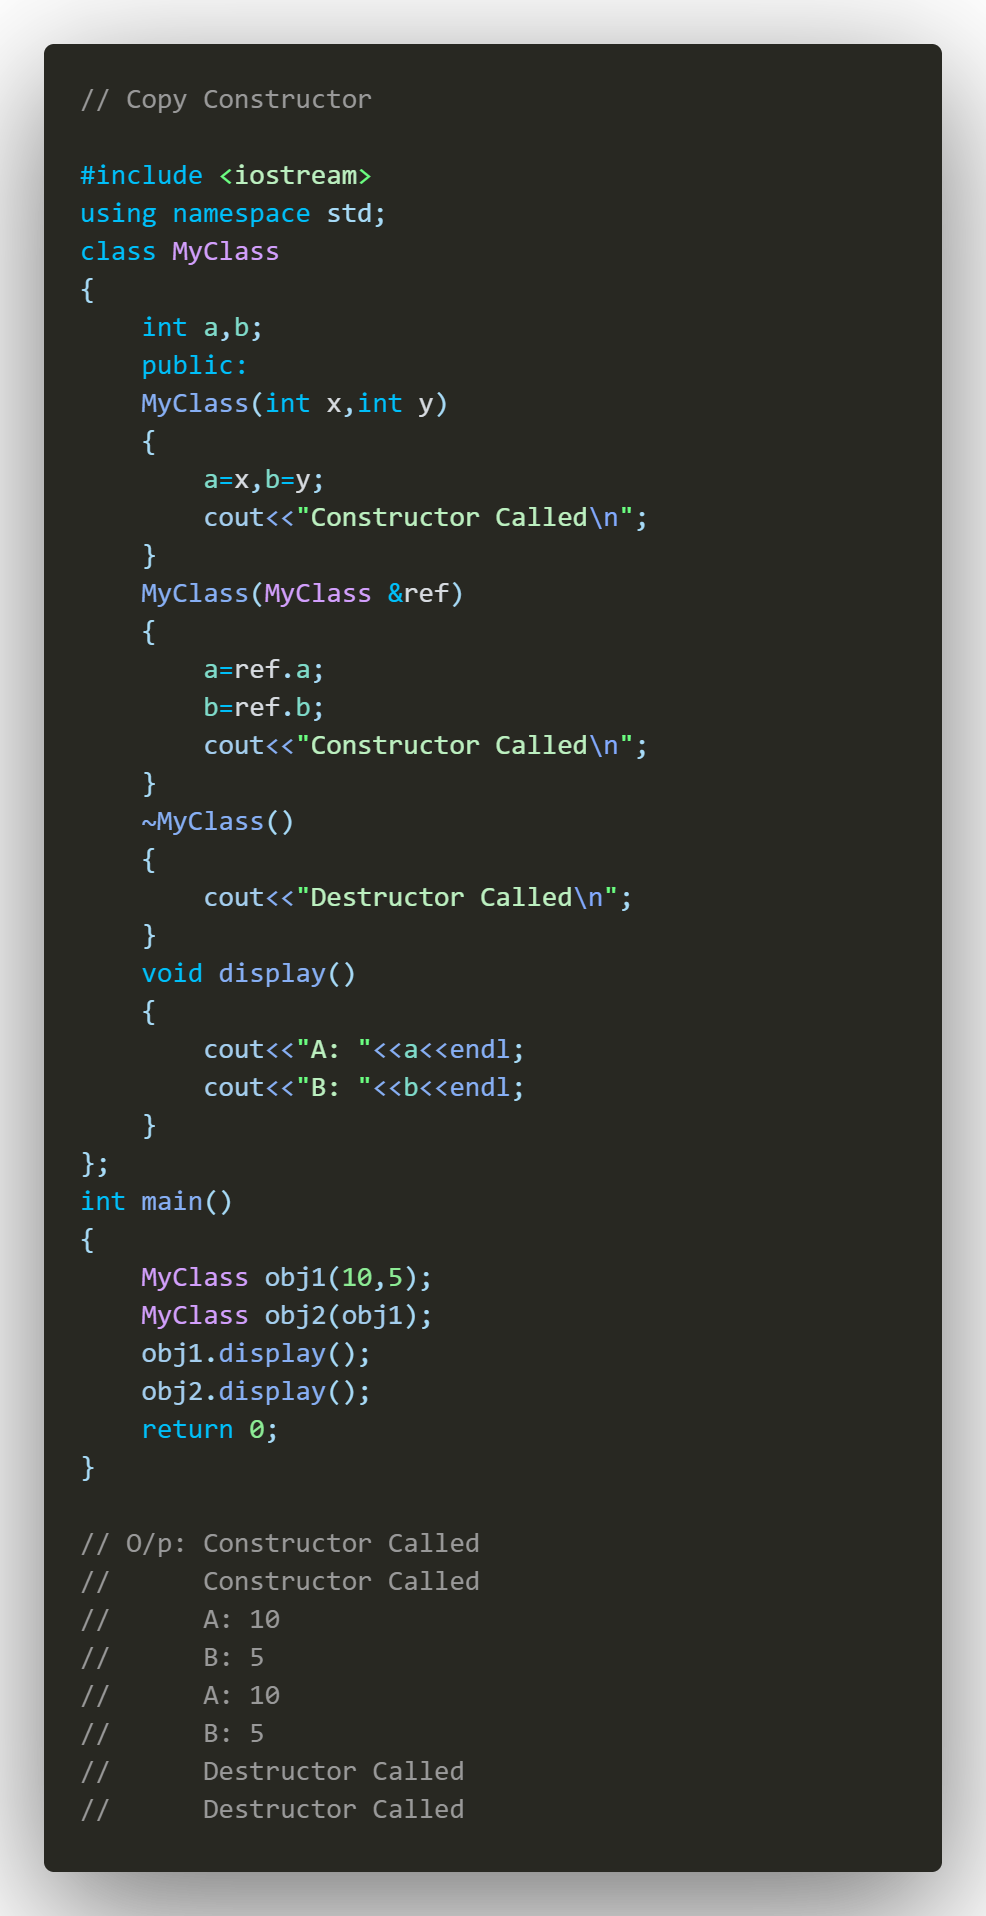 // Copy Constructor

#include <iostream>
using namespace std;
class MyClass
{
    int a,b;
    public:
    MyClass(int x,int y)
    {
        a=x,b=y;
        cout<<"Constructor Called\n";
    }
    MyClass(MyClass &ref)
    {
        a=ref.a;
        b=ref.b;
        cout<<"Constructor Called\n";
    }
    ~MyClass()
    {
        cout<<"Destructor Called\n";
    }
    void display()
    {
        cout<<"A: "<<a<<endl;
        cout<<"B: "<<b<<endl;
    }
};
int main()
{
    MyClass obj1(10,5);
    MyClass obj2(obj1);
    obj1.display();
    obj2.display();
    return 0;
}

// O/p: Constructor Called
//      Constructor Called
//      A: 10
//      B: 5
//      A: 10
//      B: 5
//      Destructor Called
//      Destructor Called